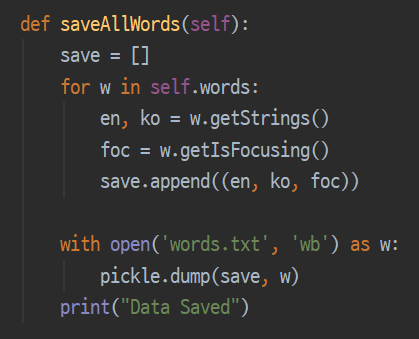 def saveAllWords(self):
    save = []
    for w in self.words:
        en, ko = w.getStrings()
        foc = w.getIsFocusing()
        save.append((en, ko, foc))

    with open('words.txt', 'wb') as w:
        pickle.dump(save, w)
    print("Data Saved")